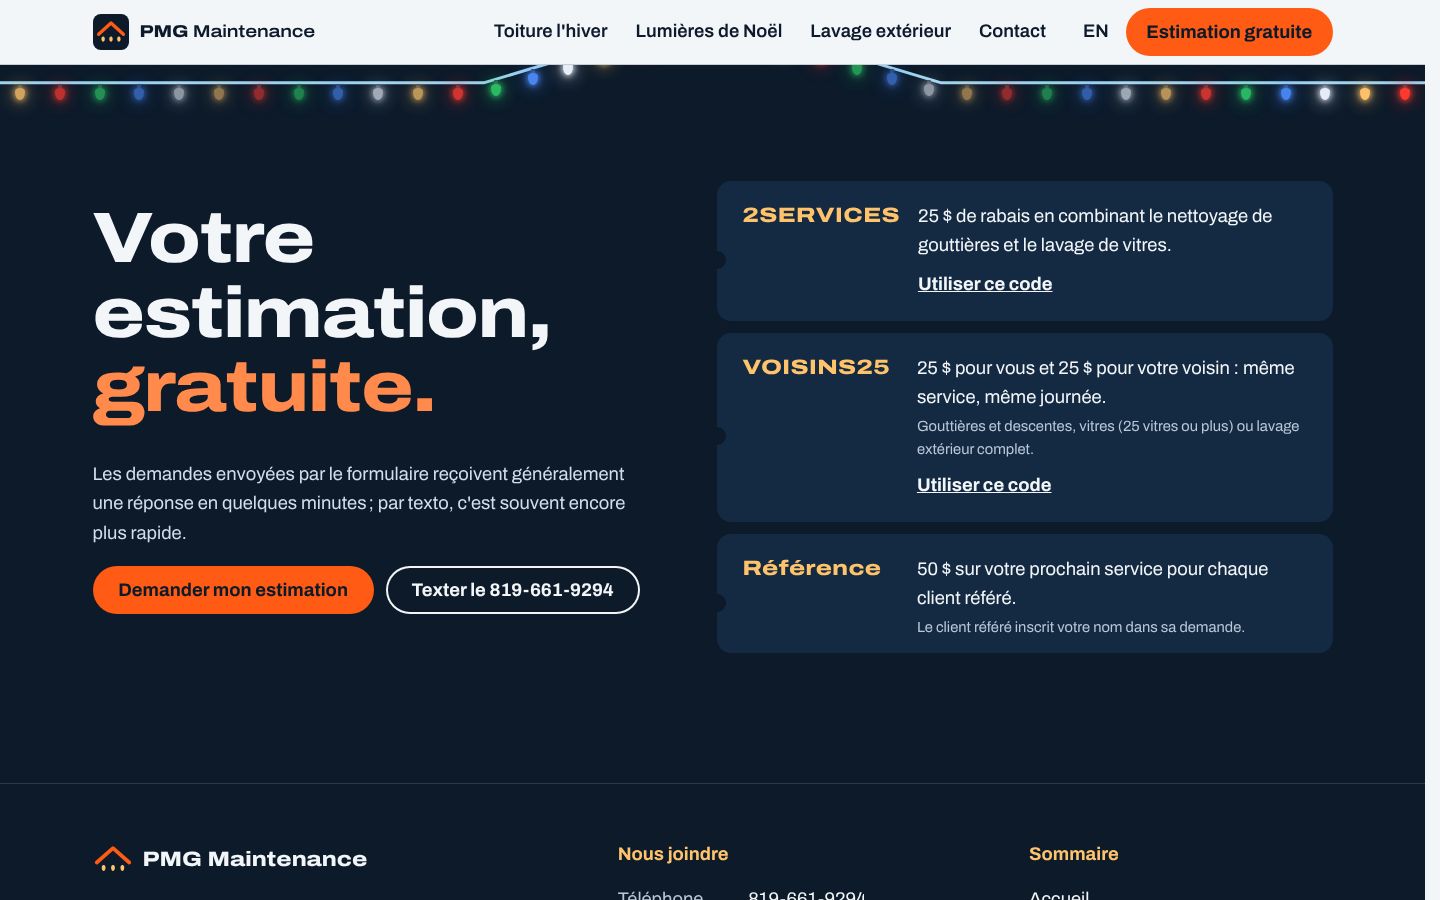 PMG Maintenance
Toiture l'hiver
Lumières de Noël
Lavage extérieur
Contact
EN
Estimation gratuite
Votre
estimation,
gratuite.
Les demandes envoyées par le formulaire reçoivent généralement
une réponse en quelques minutes ; par texto, c'est souvent encore
plus rapide.
Demander mon estimation
Texter le 819-661-9294
2SERVICES
25 $ de rabais en combinant le nettoyage de
gouttières et le lavage de vitres.
Utiliser ce code
VOISINS25
25 $ pour vous et 25 $ pour votre voisin : même
service, même journée.
Gouttières et descentes, vitres (25 vitres ou plus) ou lavage
extérieur complet.
Utiliser ce code
Référence
50 $ sur votre prochain service pour chaque
client référé.
Le client référé inscrit votre nom dans sa demande.
PMG Maintenance
Nous joindre
Téléphone
819-661-9294
Sommaire
Accueil